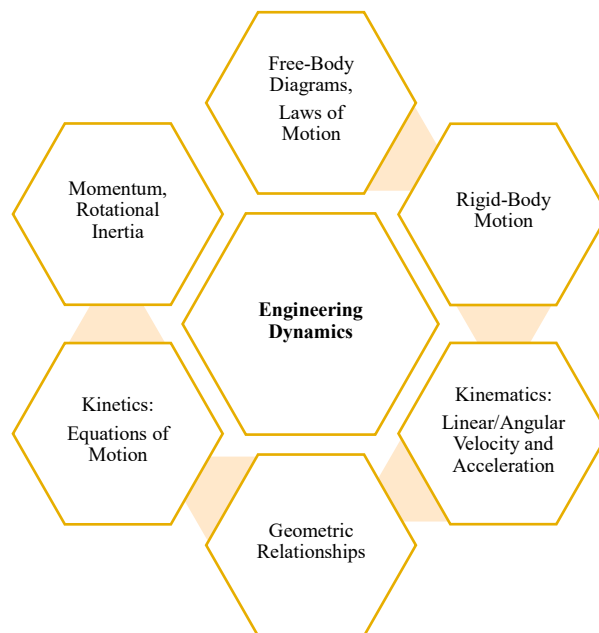 Free-Body
Diagrams,
Laws of
Motion
Momentum,
Rotational
Inertia
Rigid-Body
Motion
Engineering
Dynamics
Kinetics:
Equations of
Motion
Kinematics:
Linear/Angular
Velocity and
Acceleration
Geometric
Relationships